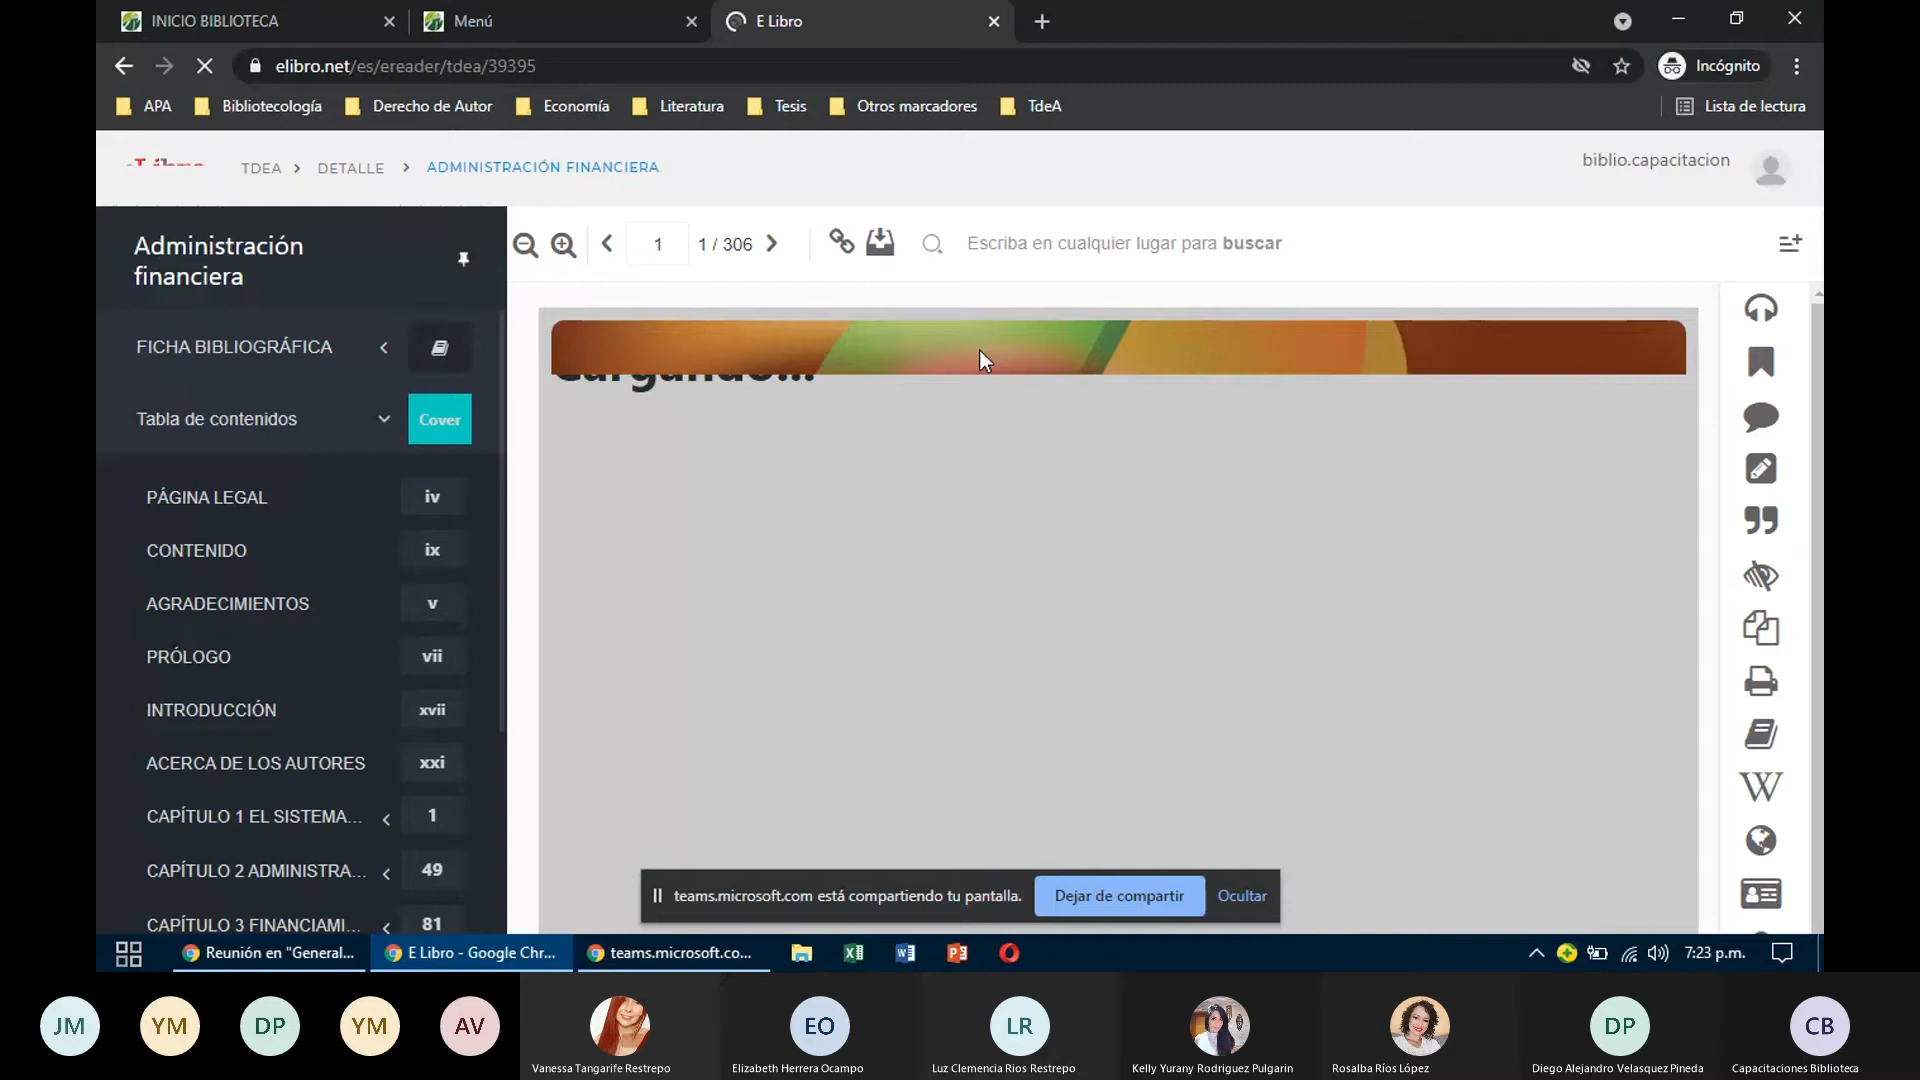 INICIO BIBLIOTECA
Menú
E Libro
elibro.net/es/ereader/tdea/39395
Incógnito
APA
Bibliotecología
Derecho de Autor
Economía
Literatura
Tesis
Otros marcadores
TdeA
Lista de lectura
TDEA > DETALLE > ADMINISTRACIÓN FINANCIERA
biblio.capacitacion
Administración
financiera
1
1 / 306
Escriba en cualquier lugar para buscar
FICHA BIBLIOGRÁFICA
Tabla de contenidos
Cover
PÁGINA LEGAL iv
CONTENIDO ix
AGRADECIMIENTOS v
PRÓLOGO vii
INTRODUCCIÓN xvii
ACERCA DE LOS AUTORES xxi
CAPÍTULO 1 EL SISTEMA... 1
CAPÍTULO 2 ADMINISTRA... 49
CAPÍTULO 3 FINANCIAMI... 81
Cargando...
W
teams.microsoft.com está compartiendo tu pantalla.
Dejar de compartir
Ocultar
Reunión en "General...
E Libro - Google Chr...
teams.microsoft.co...
7:23 p.m.
JM
YM
DP
YM
AV
EO
LR
DP
CB
Vanessa Tangarife Restrepo
Elizabeth Herrera Ocampo
Luz Clemencia Rios Restrepo
Kelly Yurany Rodriguez Pulgarin
Rosalba Ríos López
Diego Alejandro Velasquez Pineda
Capacitaciones Biblioteca